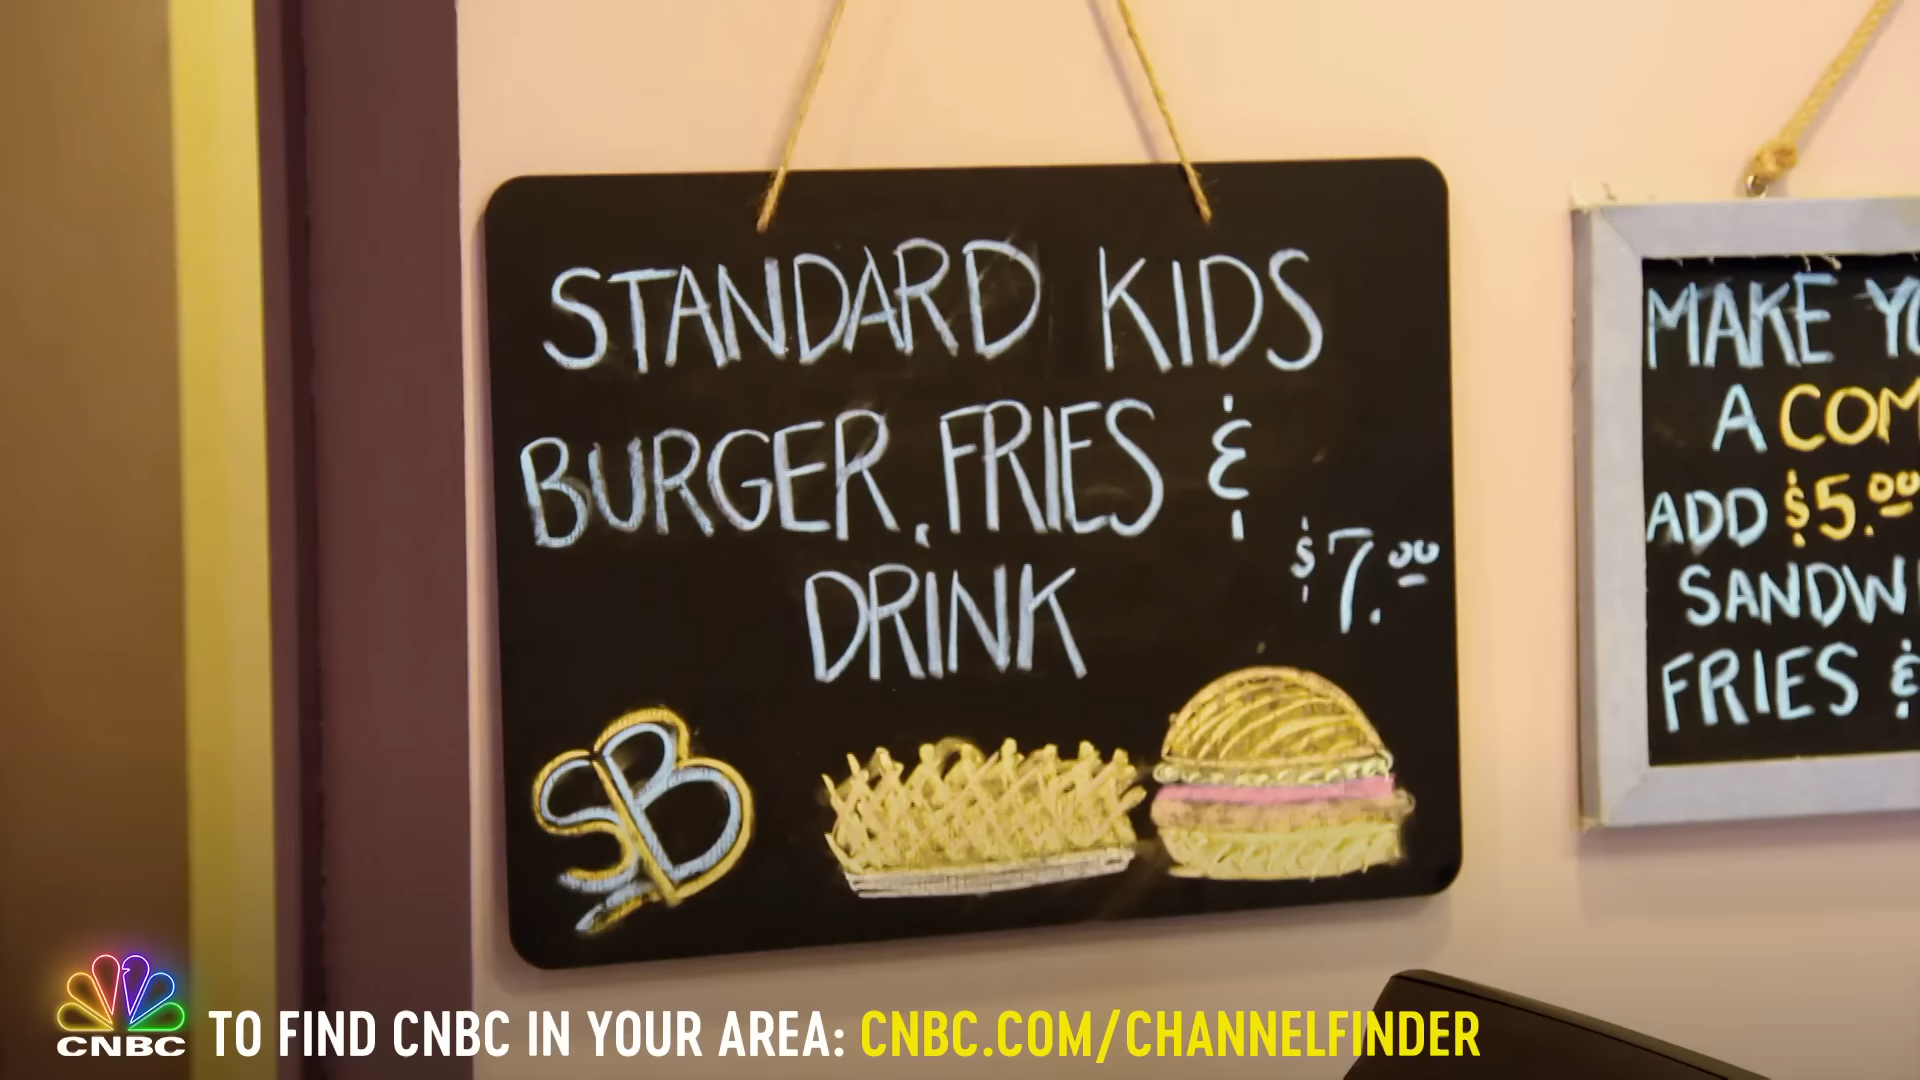 STANDARD KIDS
BURGER, FRIES &
DRINK
$7.00
SB
MAKE
A
ADD $5.00
FRIES &
CNBC
TO FIND CNBC IN YOUR AREA: CNBC.COM/CHANNELFINDER